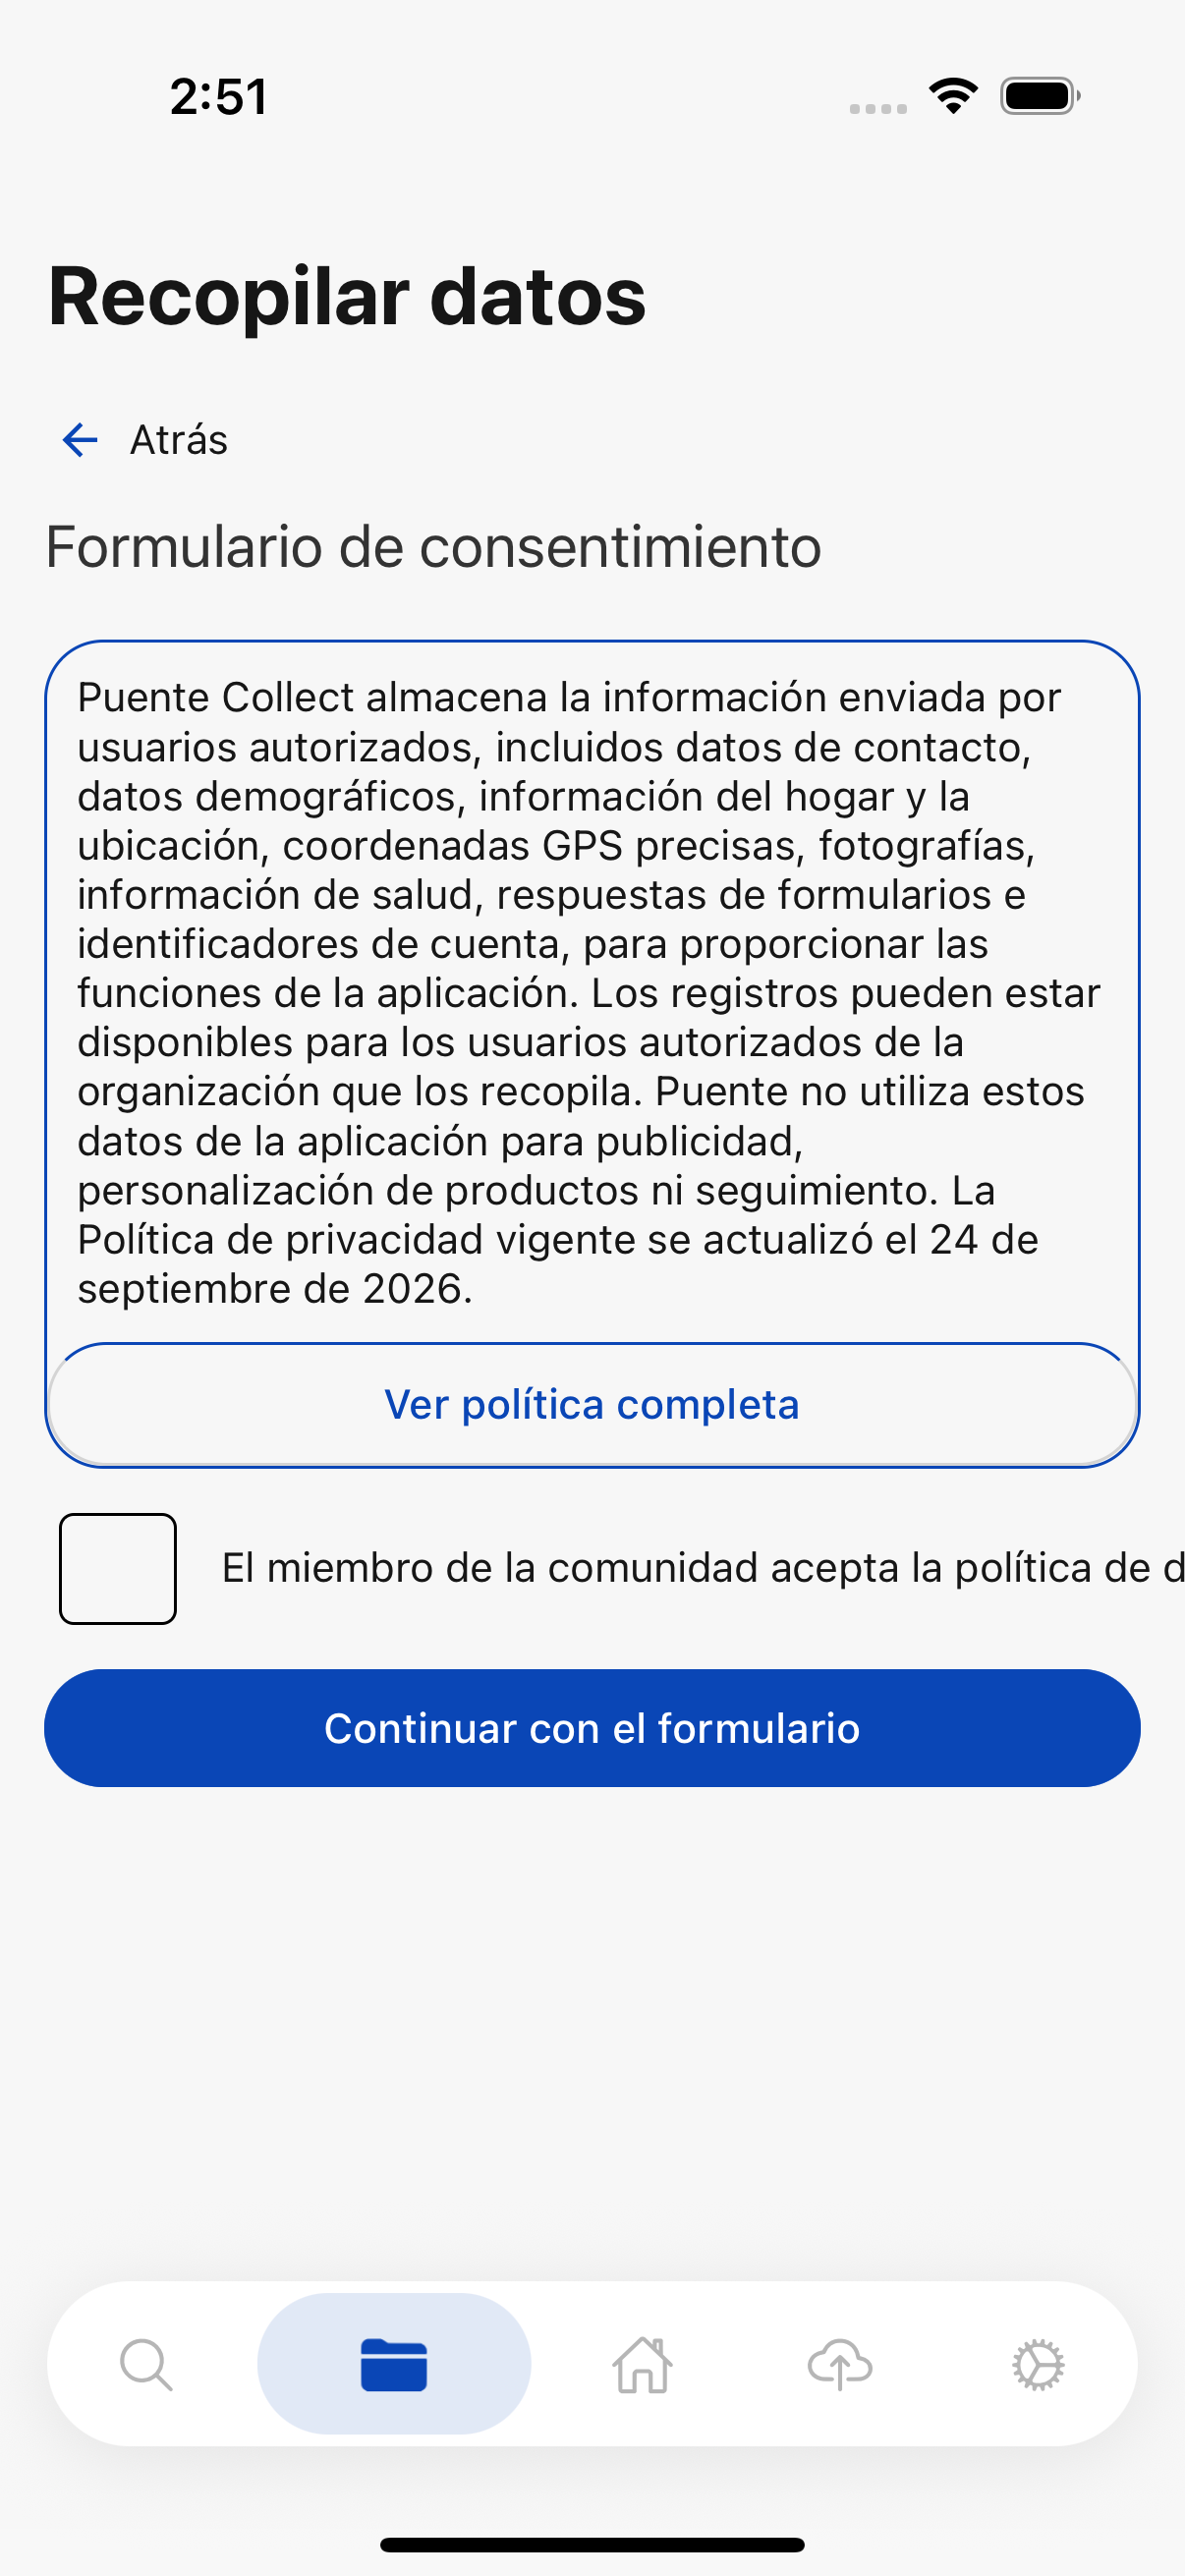 2:51
Recopilar datos
Atrás
Formulario de consentimiento
Puente Collect almacena la información enviada por
usuarios autorizados, incluidos datos de contacto,
datos demográficos, información del hogar y la
ubicación, coordenadas GPS precisas, fotografías,
información de salud, respuestas de formularios e
identificadores de cuenta, para proporcionar las
funciones de la aplicación. Los registros pueden estar
disponibles para los usuarios autorizados de la
organización que los recopila. Puente no utiliza estos
datos de la aplicación para publicidad,
personalización de productos ni seguimiento. La
Política de privacidad vigente se actualizó el 24 de
septiembre de 2026.
Ver política completa
El miembro de la comunidad acepta la política de d
Continuar con el formulario